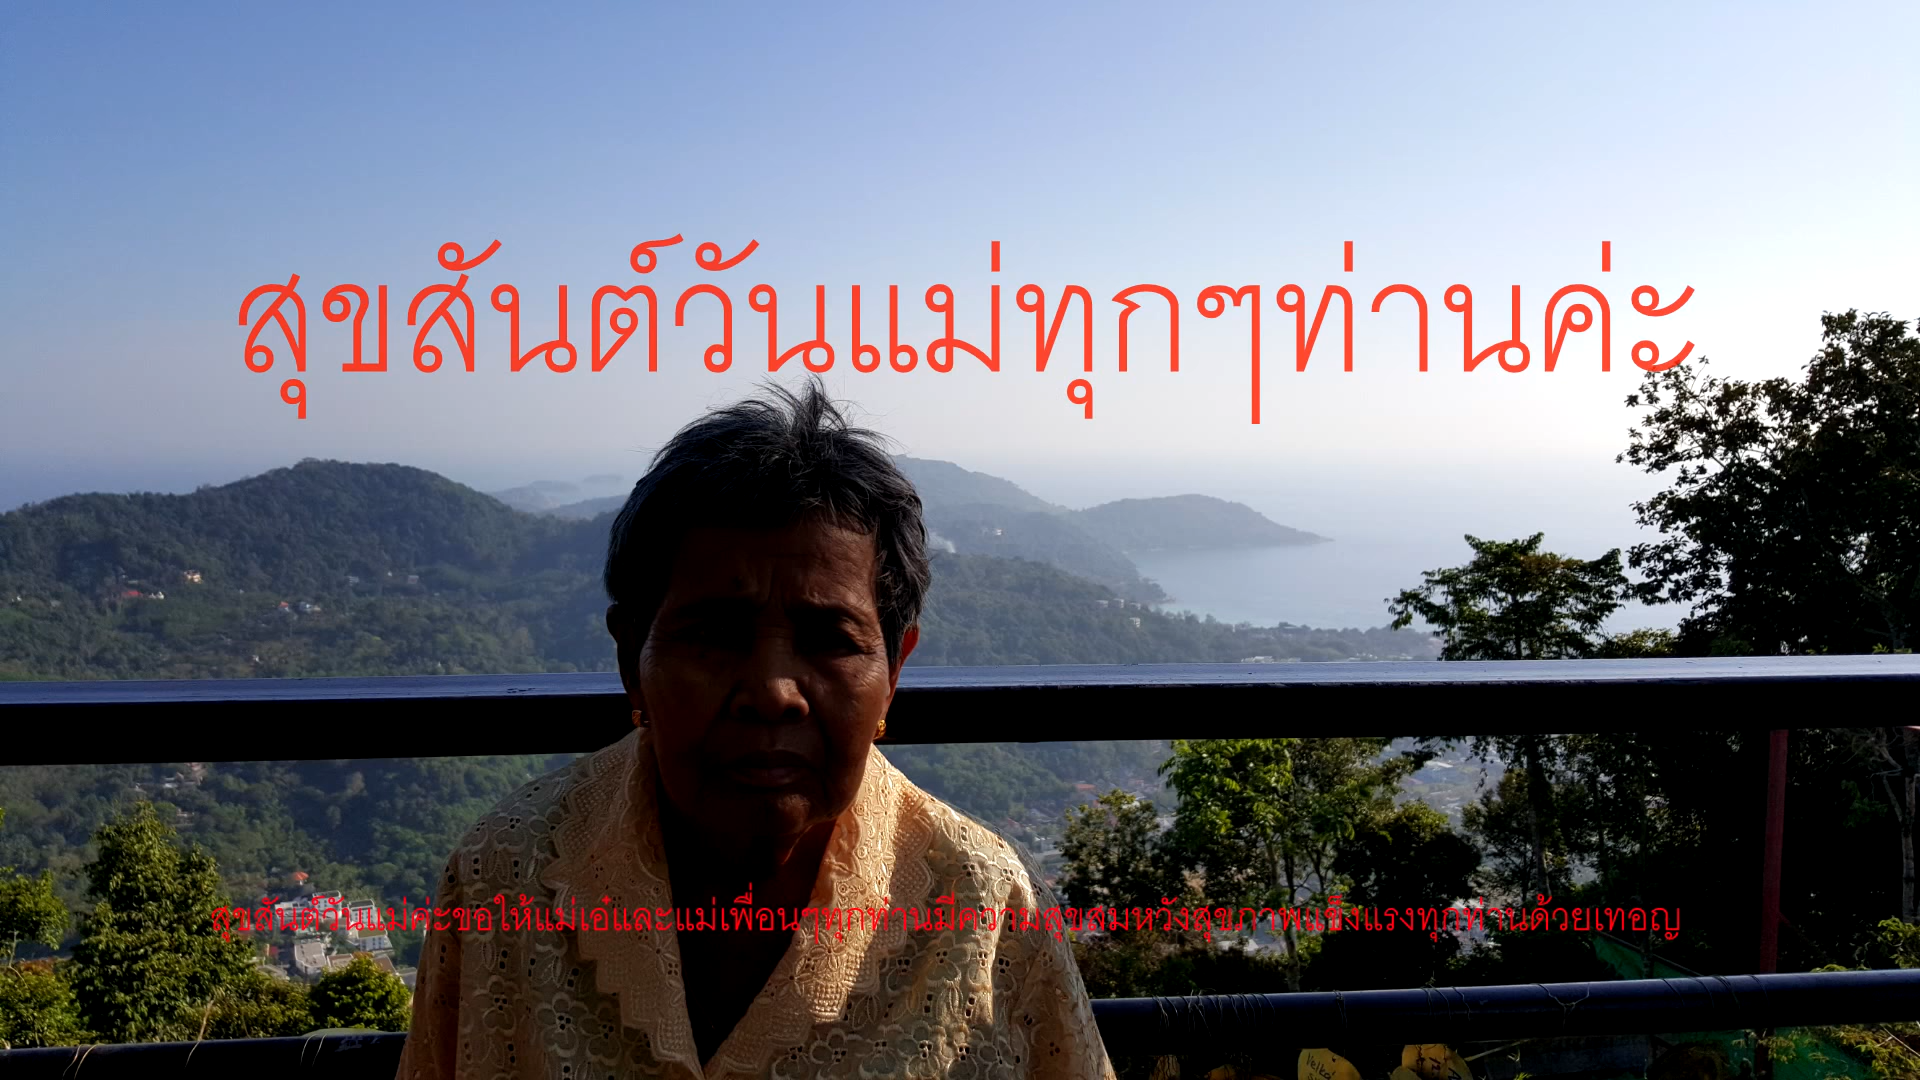 สุขสันต์วันแม่ทุกๆท่านค่ะ
สุขสันต์วันแม่ค่ะขอให้แม่เอ๋และแม่เพื่อนๆทุกท่านมีความสุขสมหวังสุขภาพแข็งแรงทุกท่านด้วยเทอญ